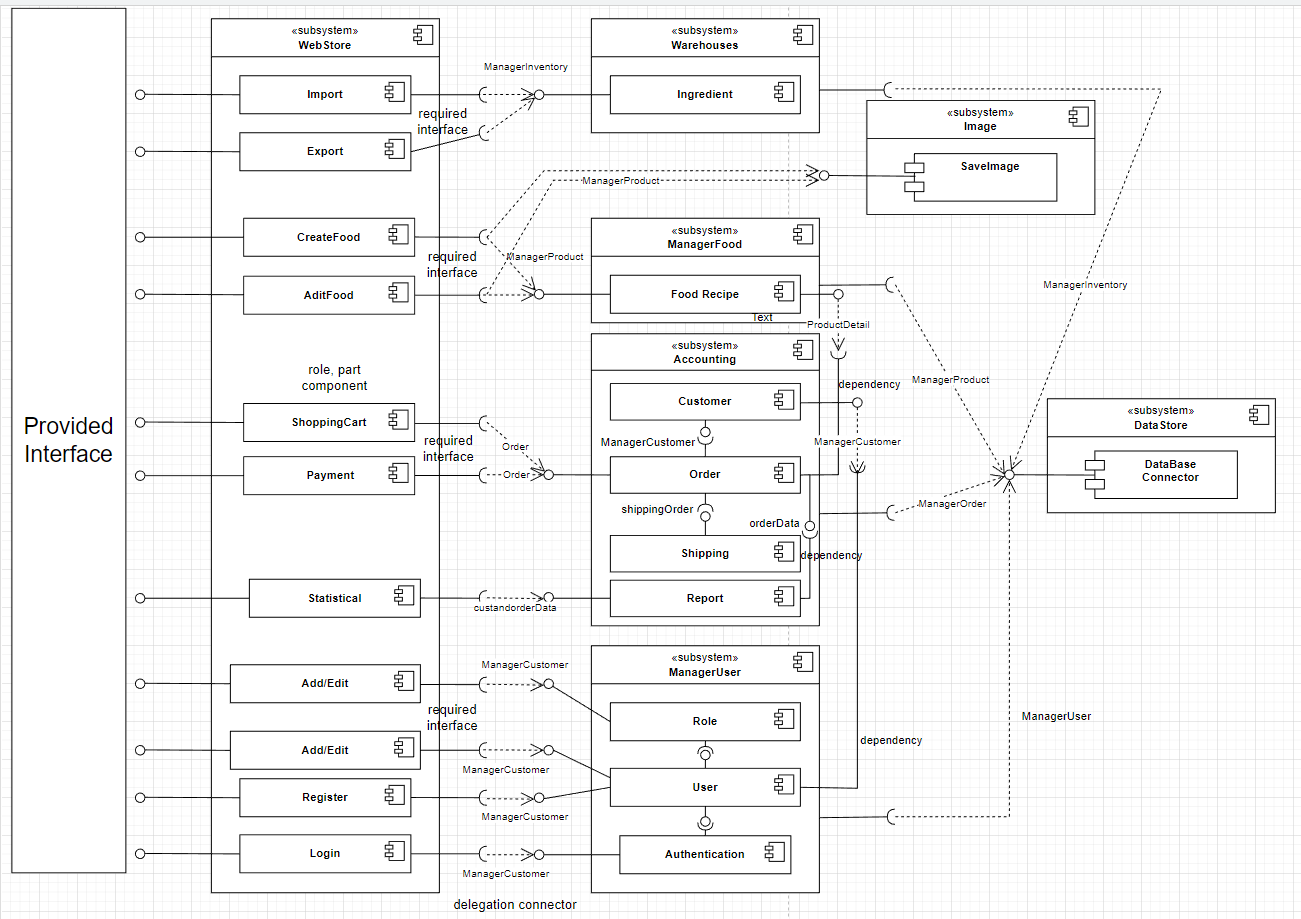 Provided
Interface
«subsystem»
WebStore
Import
Export
CreateFood
AditFood
role, part
component
ShoppingCart
Payment
Statistical
Add/Edit
Add/Edit
Register
Login
ManagerInventory
required
interface
ManagerProduct
required
interface
ManagerProduct
required
interface
Order
Order
custandorderData
ManagerCustomer
required
interface
ManagerCustomer
ManagerCustomer
ManagerCustomer
delegation connector
«subsystem»
Warehouses
Ingredient
«subsystem»
ManagerFood
Food Recipe
Text
ProductDetail
«subsystem»
Accounting
Customer
ManagerCustomer
Order
shippingOrder
orderData
Shipping
dependency
Report
«subsystem»
ManagerUser
Role
User
Authentication
dependency
ManagerCustomer
dependency
«subsystem»
Image
SaveImage
ManagerInventory
ManagerProduct
ManagerOrder
ManagerUser
«subsystem»
DataStore
DataBase
Connector